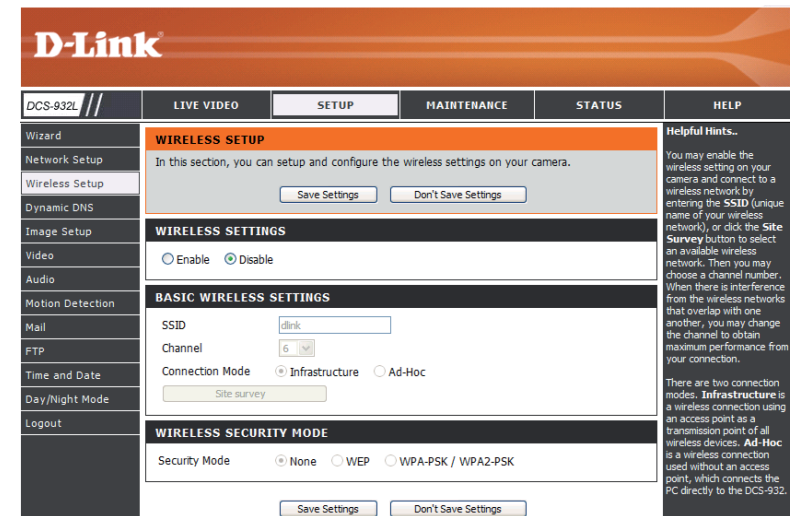 D-Link
DCS-932L
LIVE VIDEO
SETUP
MAINTENANCE
STATUS
HELP
Wizard
Network Setup
Wireless Setup
Dynamic DNS
Image Setup
Video
Audio
Motion Detection
Mail
FTP
Time and Date
Day/Night Mode
Logout
WIRELESS SETUP
In this section, you can setup and configure the wireless settings on your camera.
Save Settings Don't Save Settings
WIRELESS SETTINGS
Enable Disable
BASIC WIRELESS SETTINGS
SSID dlink
Channel 6
Connection Mode Infrastructure Ad-Hoc
Site survey
WIRELESS SECURITY MODE
Security Mode None WEP WPA-PSK / WPA2-PSK
Save Settings Don't Save Settings
Helpful Hints..
You may enable the
wireless setting on your
camera and connect to a
wireless network by
entering the SSID (unique
name of your wireless
network), or click the Site
Survey button to select
an available wireless
network. Then you may
choose a channel number.
When there is interference
from the wireless networks
that overlap with one
another, you may change
the channel to obtain
maximum performance from
your connection.
There are two connection
modes. Infrastructure is
a wireless connection using
an access point as a
transmission point of all
wireless devices. Ad-Hoc
is a wireless connection
used without an access
point, which connects the
PC directly to the DCS-932.